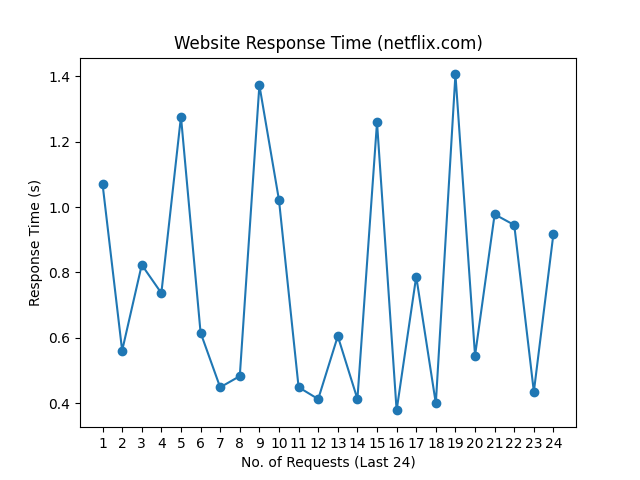 Website Response Time (netflix.com)
Response Time (s)
1.4
1.2
1.0
0.8
0.6
0.4
1 2 3 4 5 6 7 8 9 10 11 12 13 14 15 16 17 18 19 20 21 22 23 24
No. of Requests (Last 24)